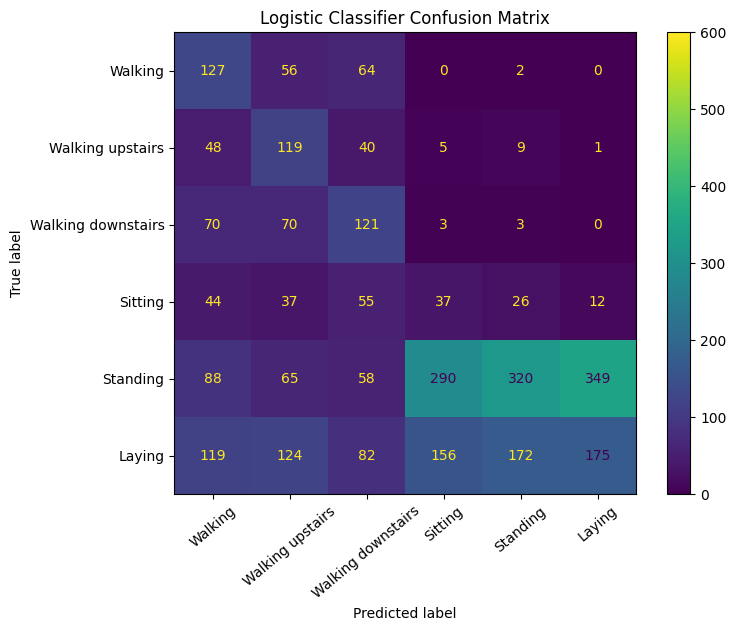 Logistic Classifier Confusion Matrix
True label
Walking 127 56 64 0 2 0
Walking upstairs 48 119 40 5 9 1
Walking downstairs 70 70 121 3 3 0
Sitting 44 37 55 37 26 12
Standing 88 65 58 290 320 349
Laying 119 124 82 156 172 175
Walking Walking upstairs Walking downstairs Sitting Standing Laying
Predicted label
600
500
400
300
200
100
0